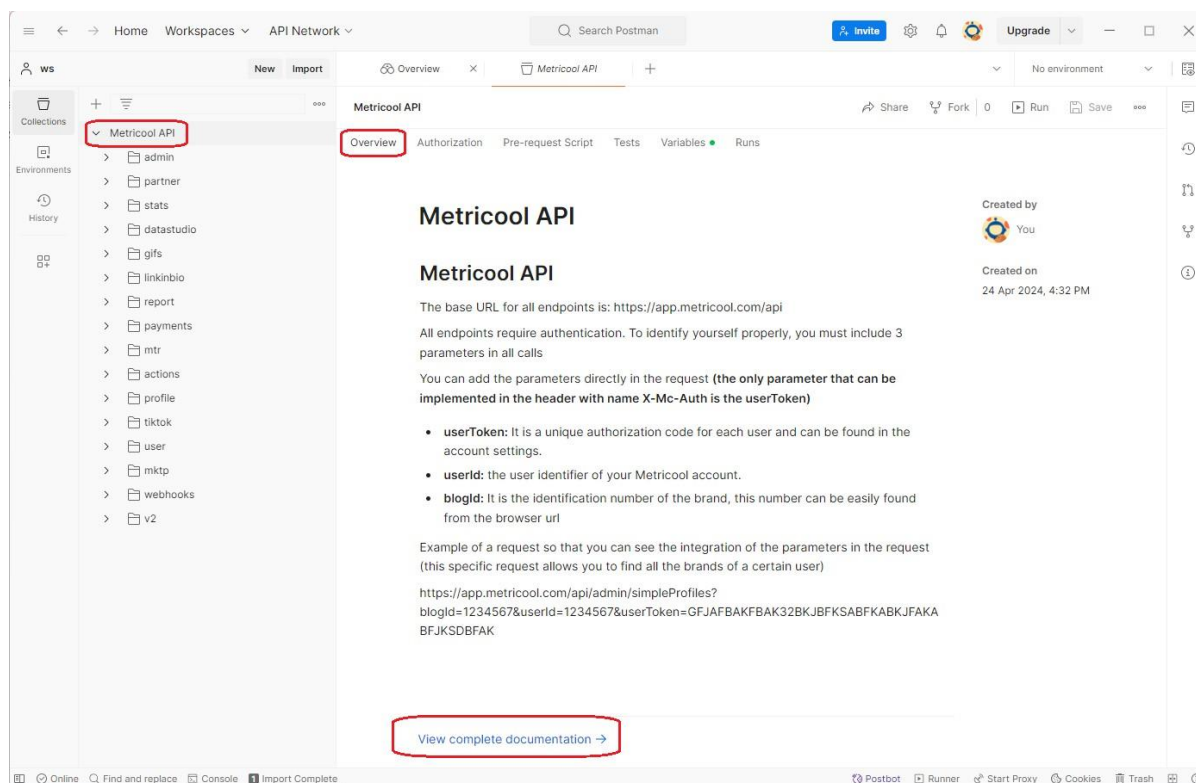 Home Workspaces API Network Search Postman Invite Upgrade
ws New Import Overview Metricool API No environment
Collections
Environments
History
Metricool API
admin
partner
stats
datastudio
gifs
linkinbio
report
payments
mtr
actions
profile
tiktok
user
mktp
webhooks
v2
Metricool API Share Fork 0 Run Save
Overview Authorization Pre-request Script Tests Variables Runs
Metricool API
Metricool API
The base URL for all endpoints is: https://app.metricool.com/api
All endpoints require authentication. To identify yourself properly, you must include 3
parameters in all calls
You can add the parameters directly in the request (the only parameter that can be
implemented in the header with name X-Mc-Auth is the userToken)
• userToken: It is a unique authorization code for each user and can be found in the
account settings.
• userId: the user identifier of your Metricool account.
• blogId: It is the identification number of the brand, this number can be easily found
from the browser url
Example of a request so that you can see the integration of the parameters in the request
(this specific request allows you to find all the brands of a certain user)
https://app.metricool.com/api/admin/simpleProfiles?
blogId=1234567&userId=1234567&userToken=GFJAFBAKFBAK32BKJBFKSABFKABKJFAKA
BFJKSDBFAK
View complete documentation →
Created by
You
Created on
24 Apr 2024, 4:32 PM
Online Find and replace Console 1 Import Complete Postbot Runner Start Proxy Cookies Trash